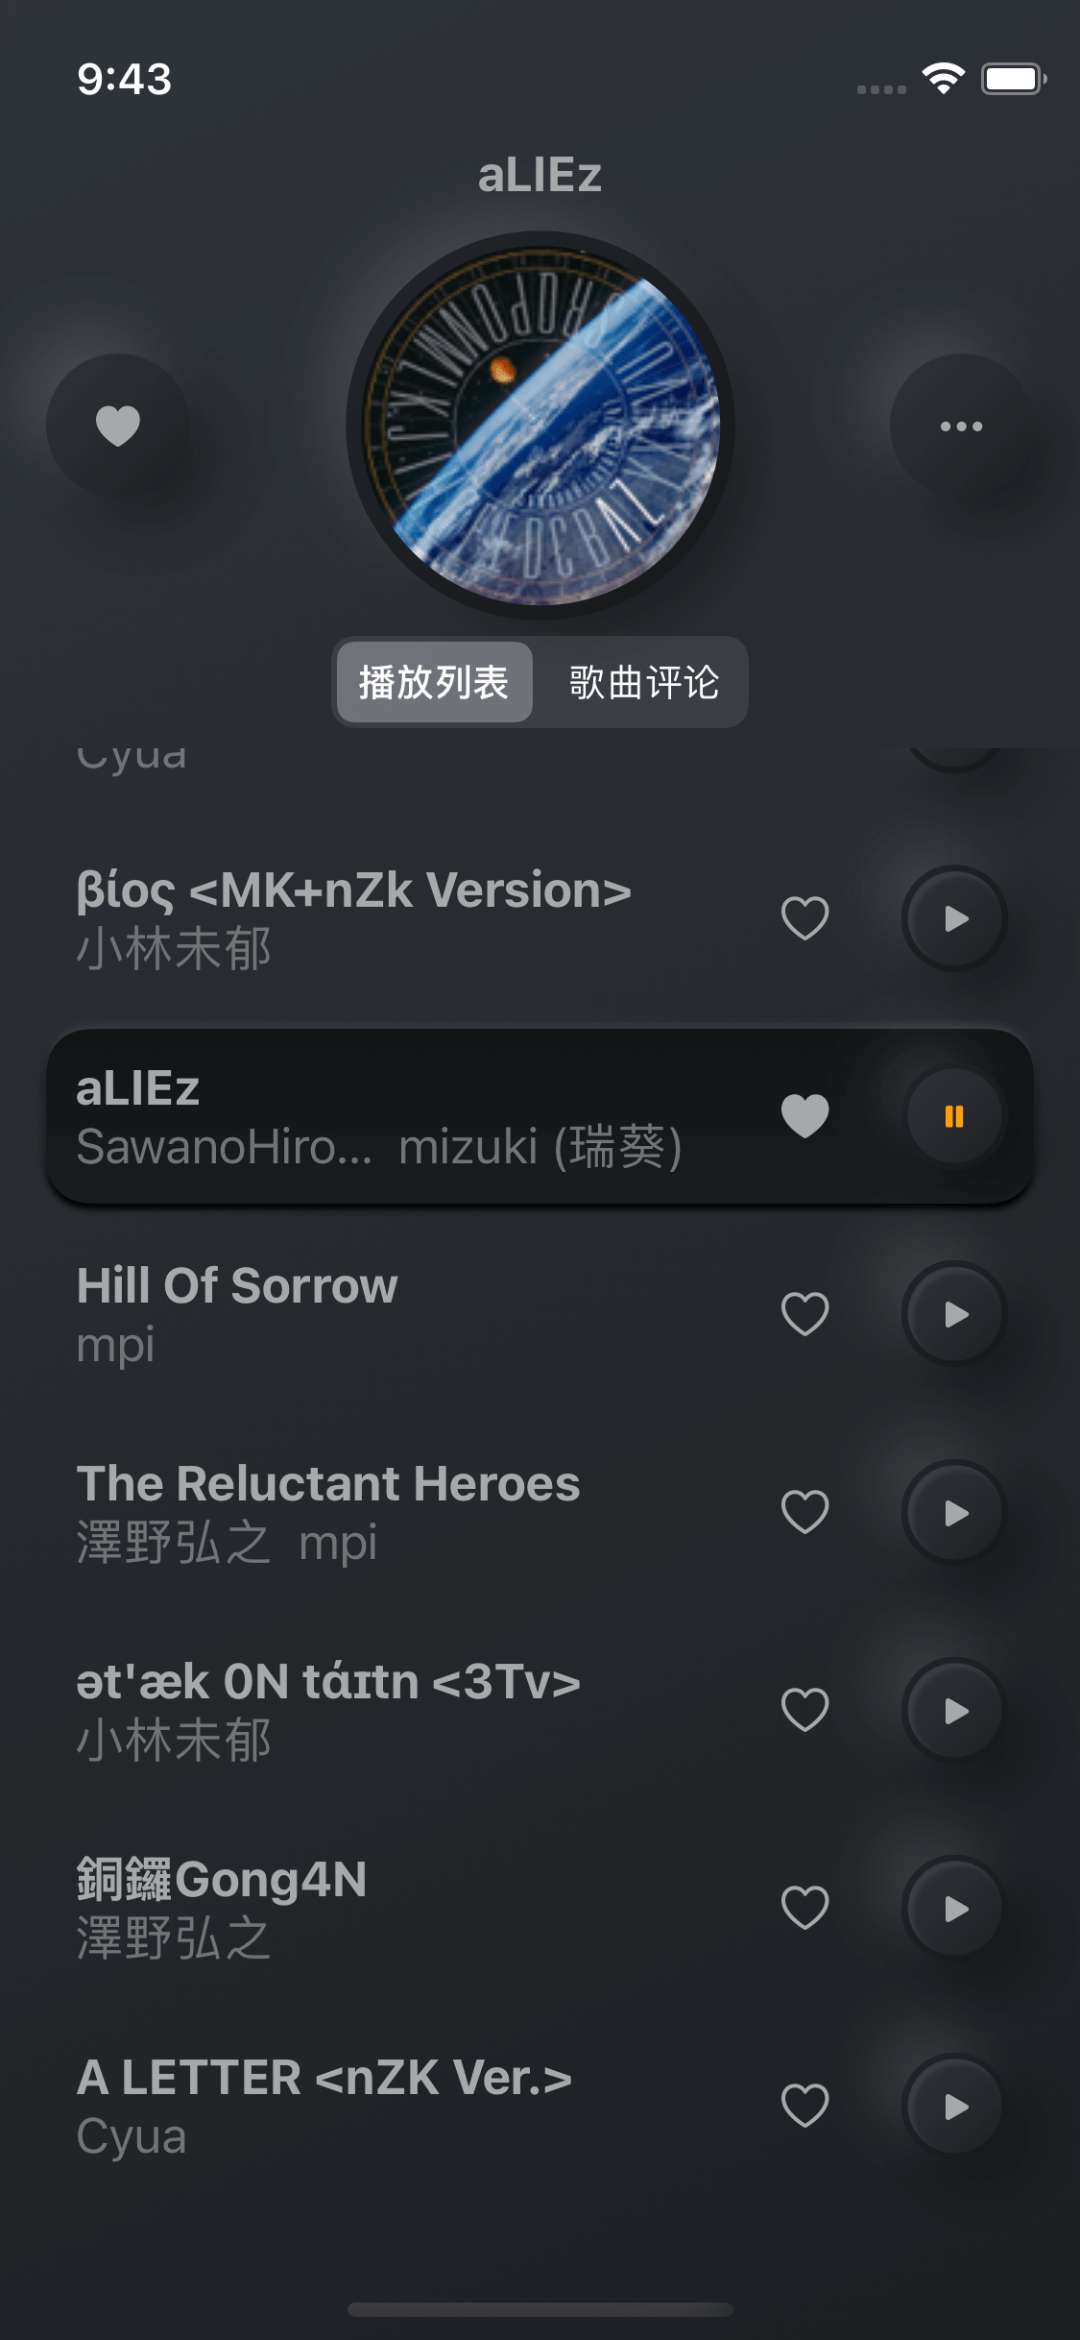 9:43
aLIEz
播放列表
歌曲评论
Cyua
βίος <MK+nZk Version>
小林未郁
aLIEz
SawanoHiro... mizuki (瑞葵)
Hill Of Sorrow
mpi
The Reluctant Heroes
澤野弘之 mpi
ət'æk 0N tάɪtn <3Tv>
小林未郁
銅鑼Gong4N
澤野弘之
A LETTER <nZK Ver.>
Cyua